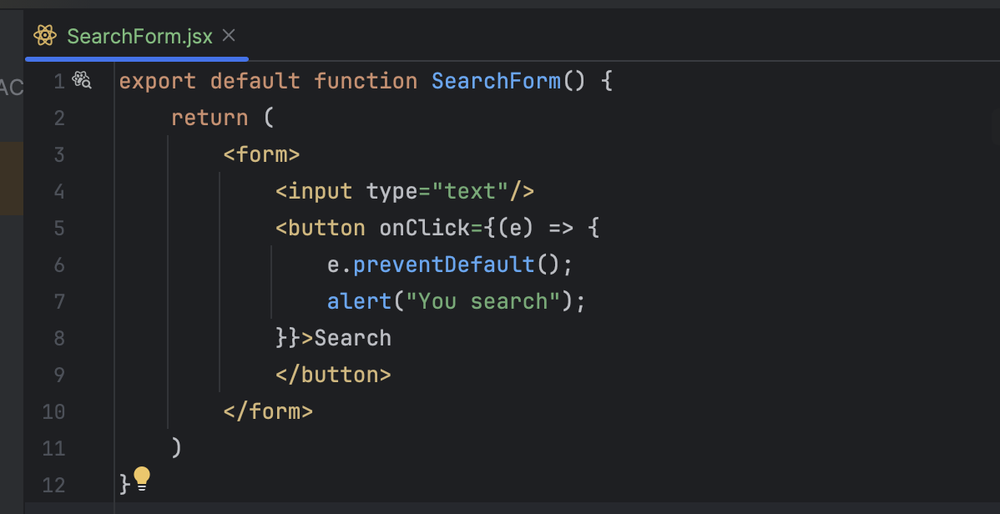 SearchForm.jsx
AC
1 export default function SearchForm() {
2     return (
3         <form>
4             <input type="text"/>
5             <button onClick={(e) => {
6                 e.preventDefault();
7                 alert("You search");
8             }}>Search
9             </button>
10         </form>
11     )
12 }